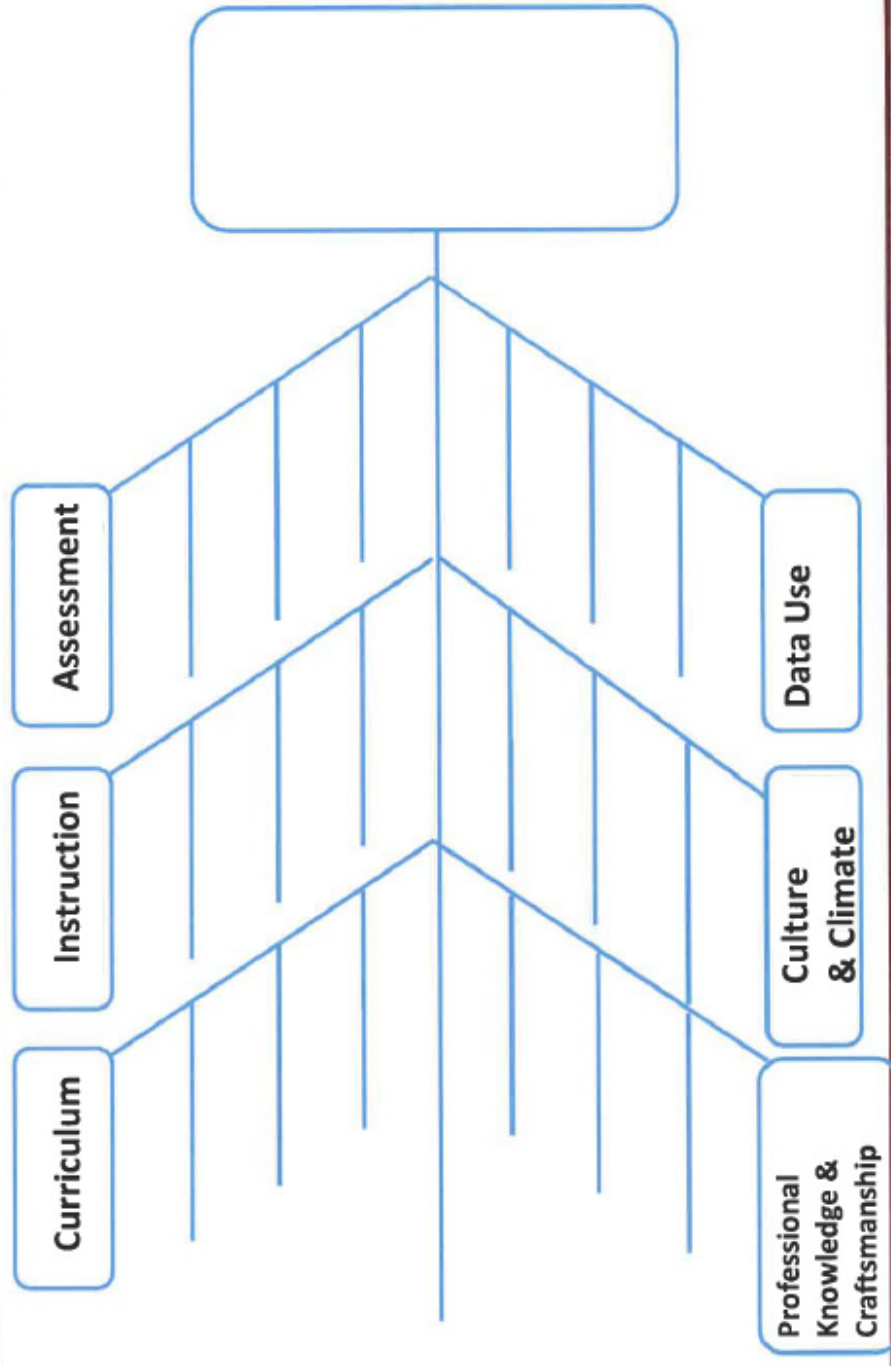 Curriculum
Instruction
Assessment
Professional
Knowledge &
Craftsmanship
Culture
& Climate
Data Use